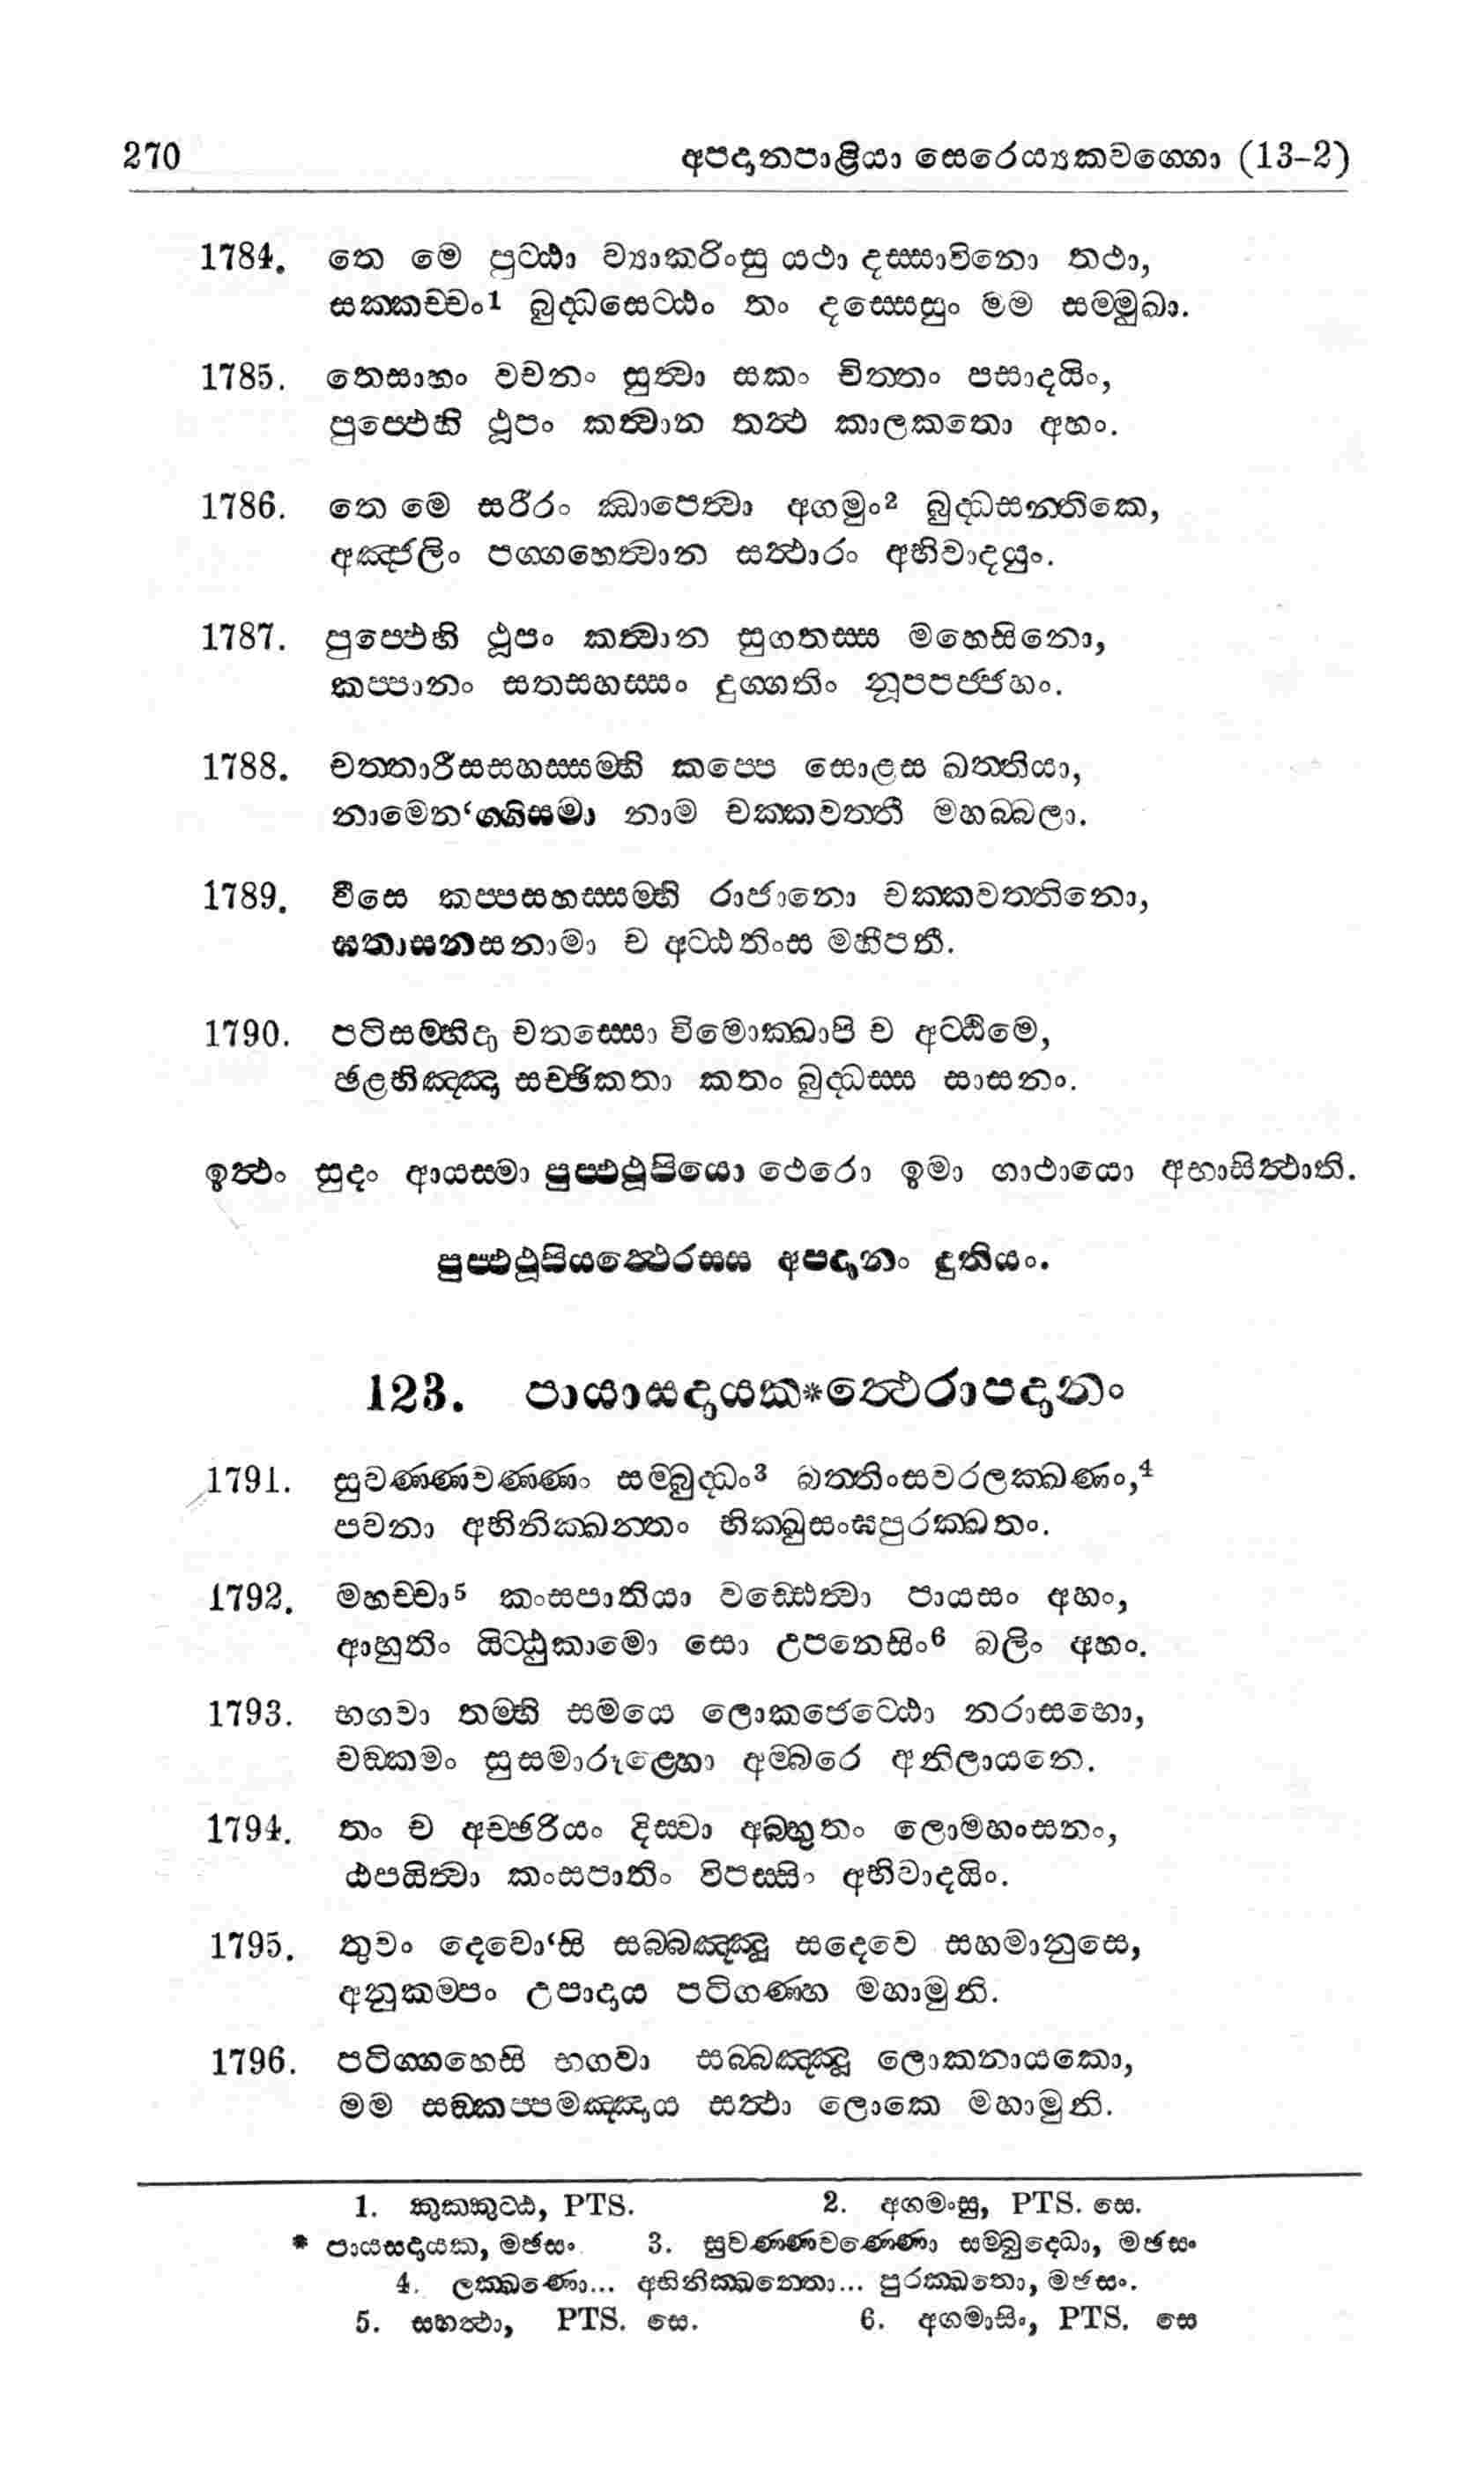 270 අපදානපාළියා සෙරෙය්‍යකවග්ගො (13-2)
1784. තෙ මෙ පුට්ඨා ව්‍යාකරිංසු යථා දස්සාවිනො තථා,
සක්කච්චං1 බුද්ධසෙට්ඨං තං දස්සෙසුං මම සම්මුඛා.
1785. තෙසාහං වචනං සුත්වා සකං චිත්තං පසාදයිං,
පුප්ඵෙහි ථූපං කත්වාන තත්ථ කාලකතො අහං.
1786. තෙ මෙ සරීරං ඣාපෙත්වා අගමුං2 බුද්ධසන්තිකෙ,
අඤ්ජලිං පග්ගහෙත්වාන සත්ථාරං අභිවාදයුං.
1787. පුප්ඵෙහි ථූපං කත්වාන සුගතස්ස මහෙසිනො,
කප්පානං සතසහස්සං දුග්ගතිං නූපපජ්ජහං.
1788. චත්තාරීසසහස්සම්හි කප්පෙ සොළස ඛත්තියා,
නාමෙන‘ග්ගිසමා නාම චක්කවත්තී මහබ්බලා.
1789. වීසෙ කප්පසහස්සම්හි රාජානො චක්කවත්තිනො,
ඝතාසනසනාමා ච අට්ඨතිංස මහීපතී.
1790. පටිසම්භිදා චතස්සො විමොක්ඛාපි ච අට්ඨිමෙ,
ඡළභිඤ්ඤා සච්ඡිකතා කතං බුද්ධස්ස සාසනං.
ඉත්ථං සුදං ආයස්මා පුප්ඵථූපියො ථෙරො ඉමා ගාථායො අභාසිත්ථාති.
පුප්ඵථූපියත්ථෙරස්ස අපදානං දුතියං.
123. පායාසදායක*ත්ථෙරාපදානං
1791. සුවණ්ණවණ්ණං සම්බුද්ධං3 බත්තිංසවරලක්ඛණං,4
පවනා අභිනික්ඛන්තං භික්ඛුසංඝපුරක්ඛතං.
1792. මහච්චා5 කංසපාතියා වඩ්ඪෙත්වා පායසං අහං,
ආහුතිං යිට්ඨුකාමො සො උපනෙසිං6 බලිං අහං.
1793. භගවා තම්හි සමයෙ ලොකජෙට්ඨො නරාසභො,
චඞ්කමං සුසමාරූළ්හො අම්බරෙ අනිලායනෙ.
1794. තං ච අච්ඡරියං දිස්වා අබ්භුතං ලොමහංසනං,
ඨපයිත්වා කංසපාතිං විපස්සිං අභිවාදයිං.
1795. තුවං දෙවො‘සි සබ්බඤ්ඤූ සදෙවෙ සහමානුසෙ,
අනුකම්පං උපාදාය පටිගණ්හ මහාමුනි.
1796. පටිග්ගහෙසි භගවා සබ්බඤ්ඤූ ලොකනායකො,
මම සඞ්කප්පමඤ්ඤාය සත්ථා ලොකෙ මහාමුනි.
1. කුක්කුට්ඨ, PTS. 2. අගමංසු, PTS. සෙ.
* පායසදායක, මඡසං. 3. සුවණ්ණවණ්ණො සම්බුද්ධො, මඡසං
4. ලක්ඛණො... අභිනික්ඛන්තො... පුරක්ඛතො, මඡසං.
5. සහත්ථා, PTS. සෙ. 6. අගමාසිං, PTS. සෙ